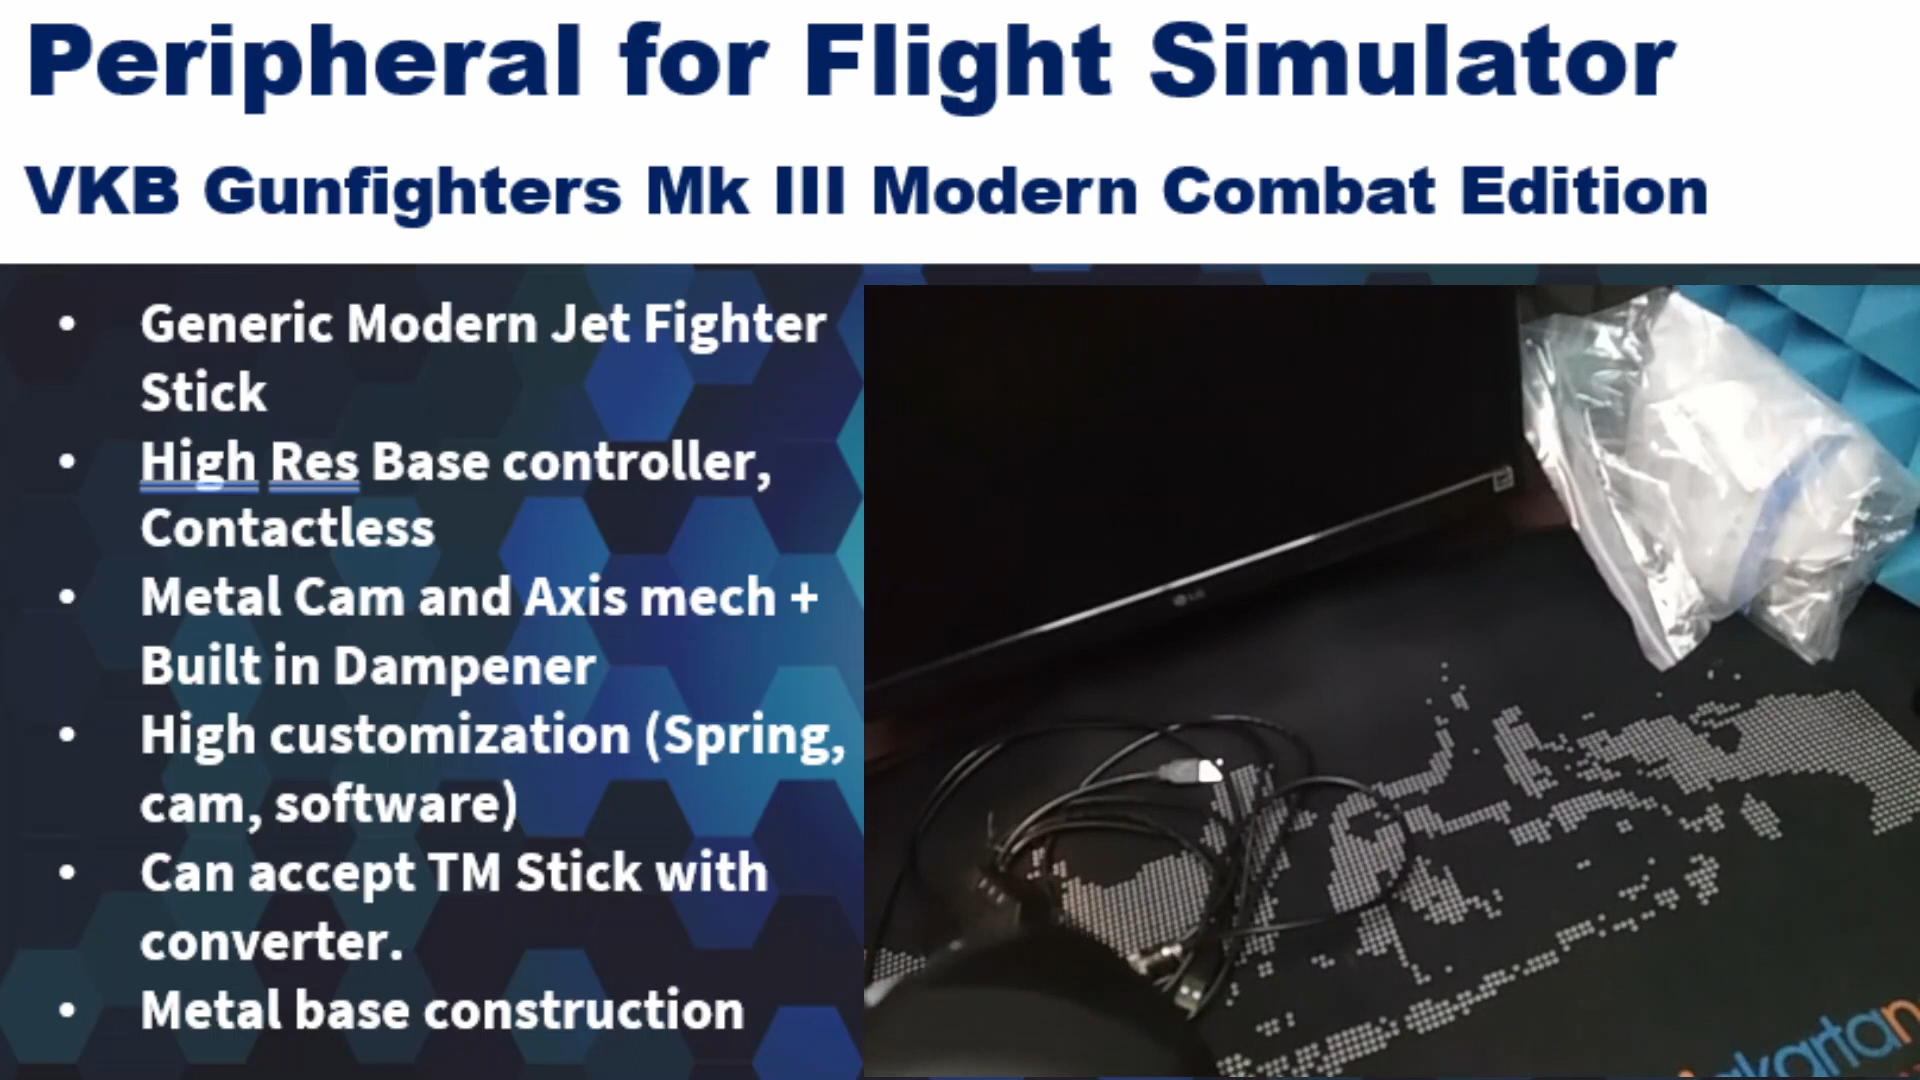 Peripheral for Flight Simulator
VKB Gunfighters Mk III Modern Combat Edition
• Generic Modern Jet Fighter
Stick
• High Res Base controller,
Contactless
• Metal Cam and Axis mech +
Built in Dampener
• High customization (Spring,
cam, software)
• Can accept TM Stick with
converter.
• Metal base construction
LG
akartan